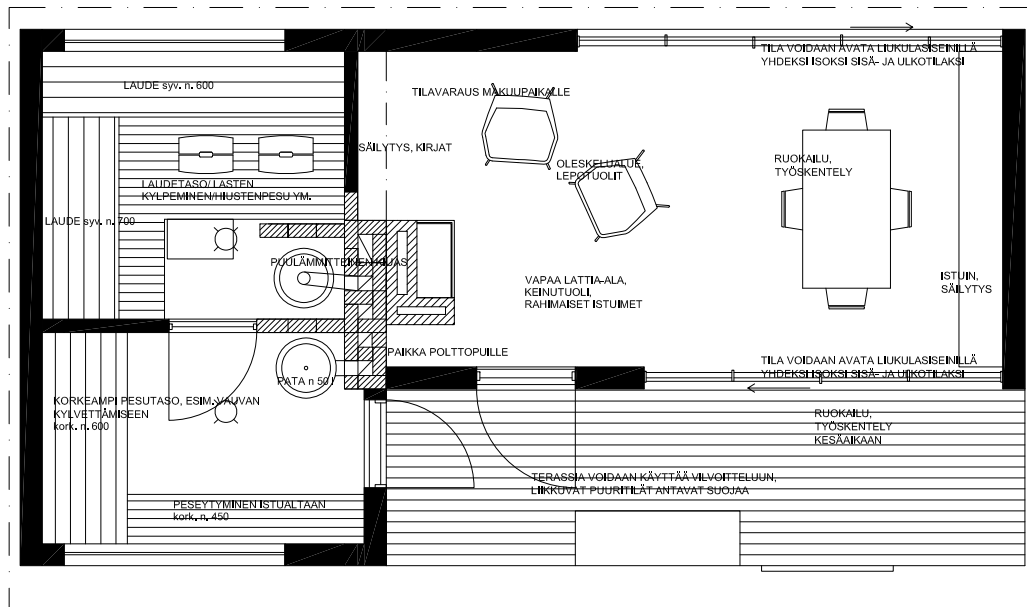 TILA VOIDAAN AVATA LIUKULASISEINILLÄ
YHDEKSI ISOKSI SISÄ- JA ULKOTILAKSI
LAUDE syv. n. 600
TILAVARAUS MAKUUPAIKALLE
SÄILYTYS, KIRJAT
OLESKELUALUE,
LEPOTUOLIT
RUOKAILU,
TYÖSKENTELY
LAUDETASO/ LASTEN
KYLPEMINEN/HIUSTENPESU YM.
LAUDE syv. n. 700
PUULÄMMITTEINEN KIUAS
VAPAA LATTIA-ALA,
KEINUTUOLI,
RAHIMAISET ISTUIMET
ISTUIN,
SÄILYTYS
PAIKKA POLTTOPUILLE
TILA VOIDAAN AVATA LIUKULASISEINILLÄ
YHDEKSI ISOKSI SISÄ- JA ULKOTILAKSI
PATA n 50 l
KORKEAMPI PESUTASO, ESIM. VAUVAN
KYLVETTÄMISEEN
kork. n. 600
RUOKAILU,
TYÖSKENTELY
KESÄAIKAAN
TERASSIA VOIDAAN KÄYTTÄÄ VILVOITTELUUN,
LIIKKUVAT PUURITILÄT ANTAVAT SUOJAA
PESEYTYMINEN ISTUALTAAN
kork. n. 450